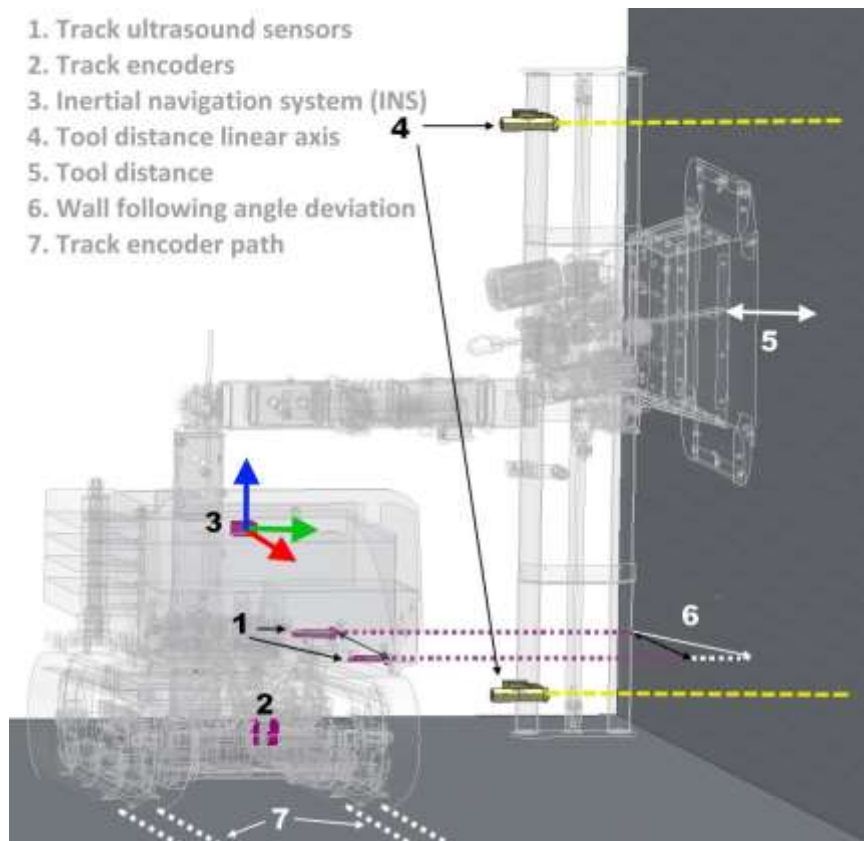 1. Track ultrasound sensors
2. Track encoders
3. Inertial navigation system (INS)
4. Tool distance linear axis
5. Tool distance
6. Wall following angle deviation
7. Track encoder path
4
5
3
6
1
2
7